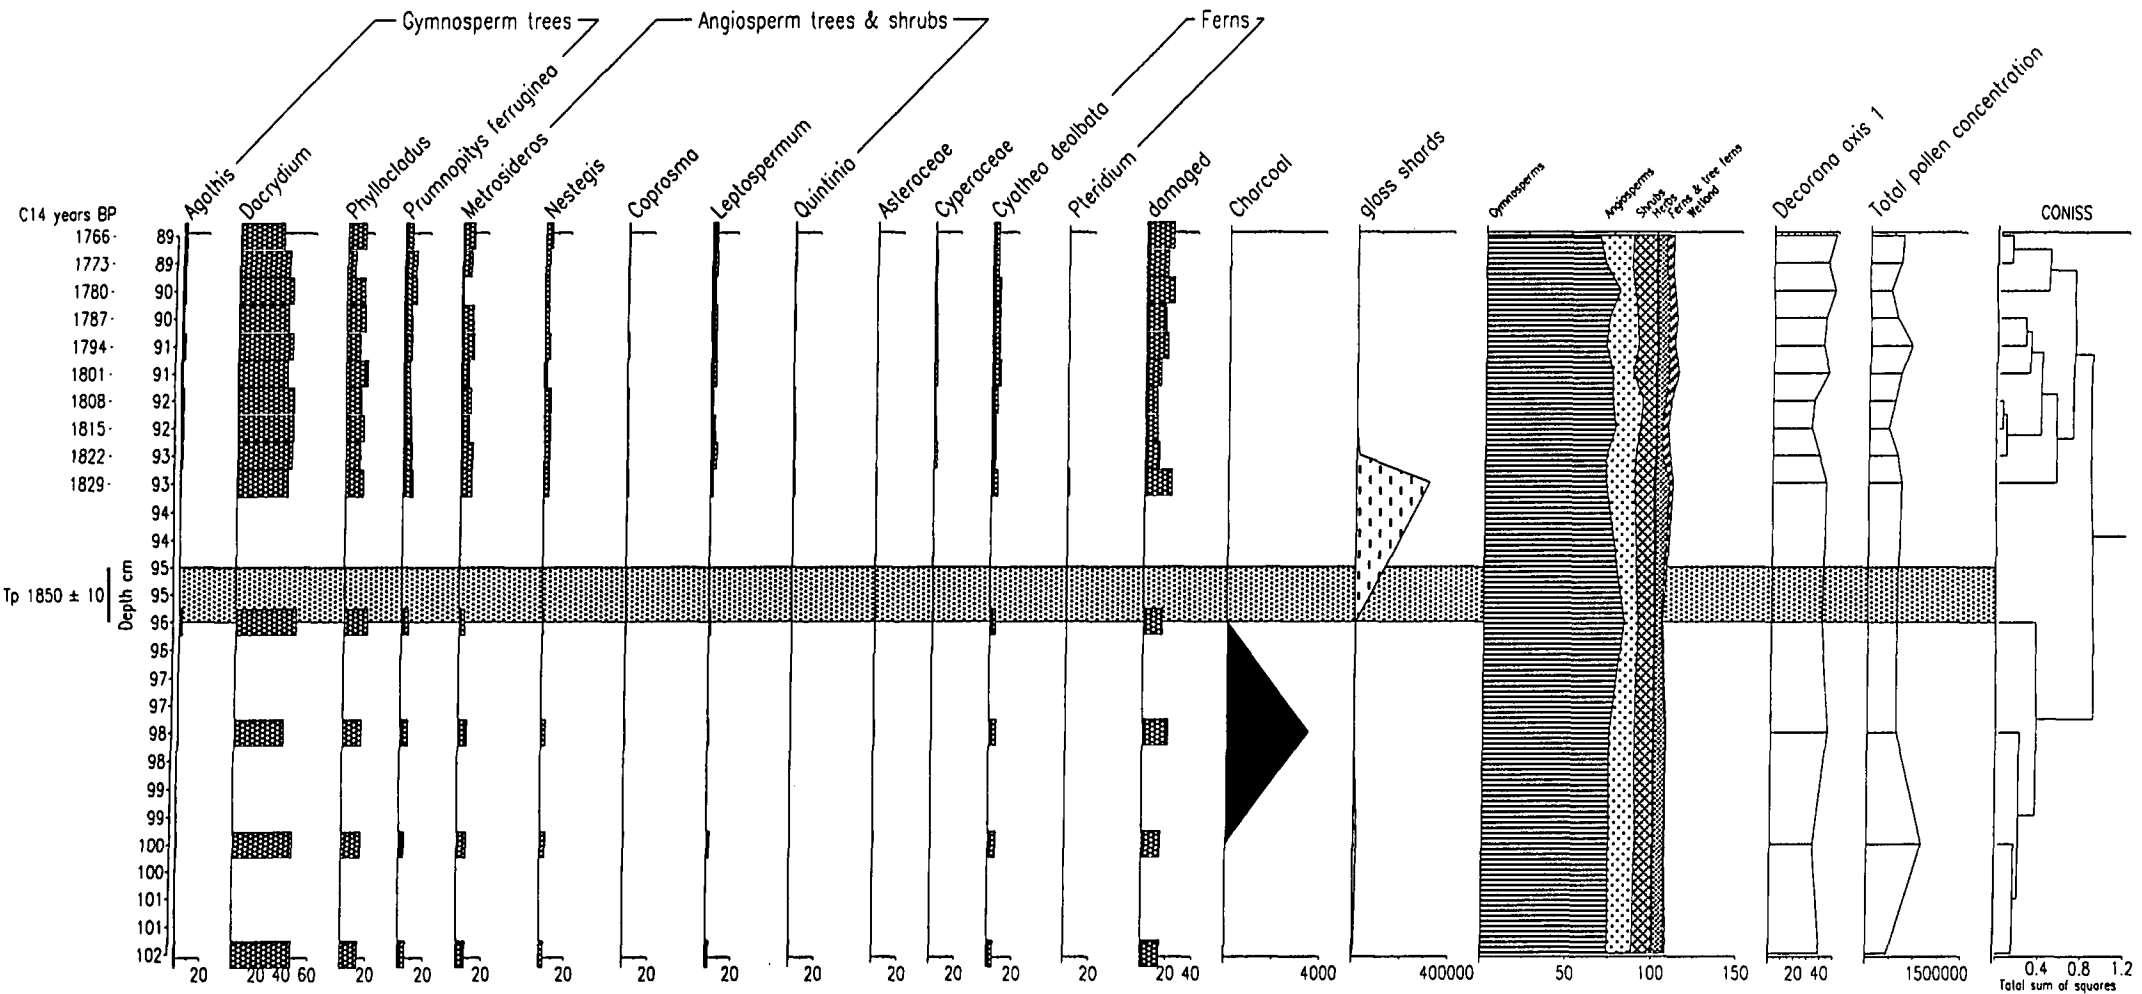 Gymnosperm trees
Angiosperm trees & shrubs
Ferns
Agathis
Dacrydium
Phyllocladus
Prumnopitys ferruginea
Metrosideros
Nestegis
Coprosma
Leptospermum
Quintinia
Asteraceae
Cyperaceae
Cyathea dealbata
Pteridium
damaged
Charcoal
glass shards
Gymnosperms
Angiosperms
Shrubs
Herbs
Ferns & tree ferns
Wetland
Decorana axis 1
Total pollen concentration
CONISS
C14 years BP
1766 89
1773 89
1780 90
1787 90
1794 91
1801 91
1808 92
1815 92
1822 93
1829 93
94
94
95
Tp 1850 ± 10 95
Depth cm
96
96
97
97
98
98
99
99
100
100
101
101
102
20 20 40 60 20 20 20 20 20 20 20 20 20 20 20 20 40 4000 400000 50 100 150 20 40 1500000 0.4 0.8 1.2
Total sum of squares